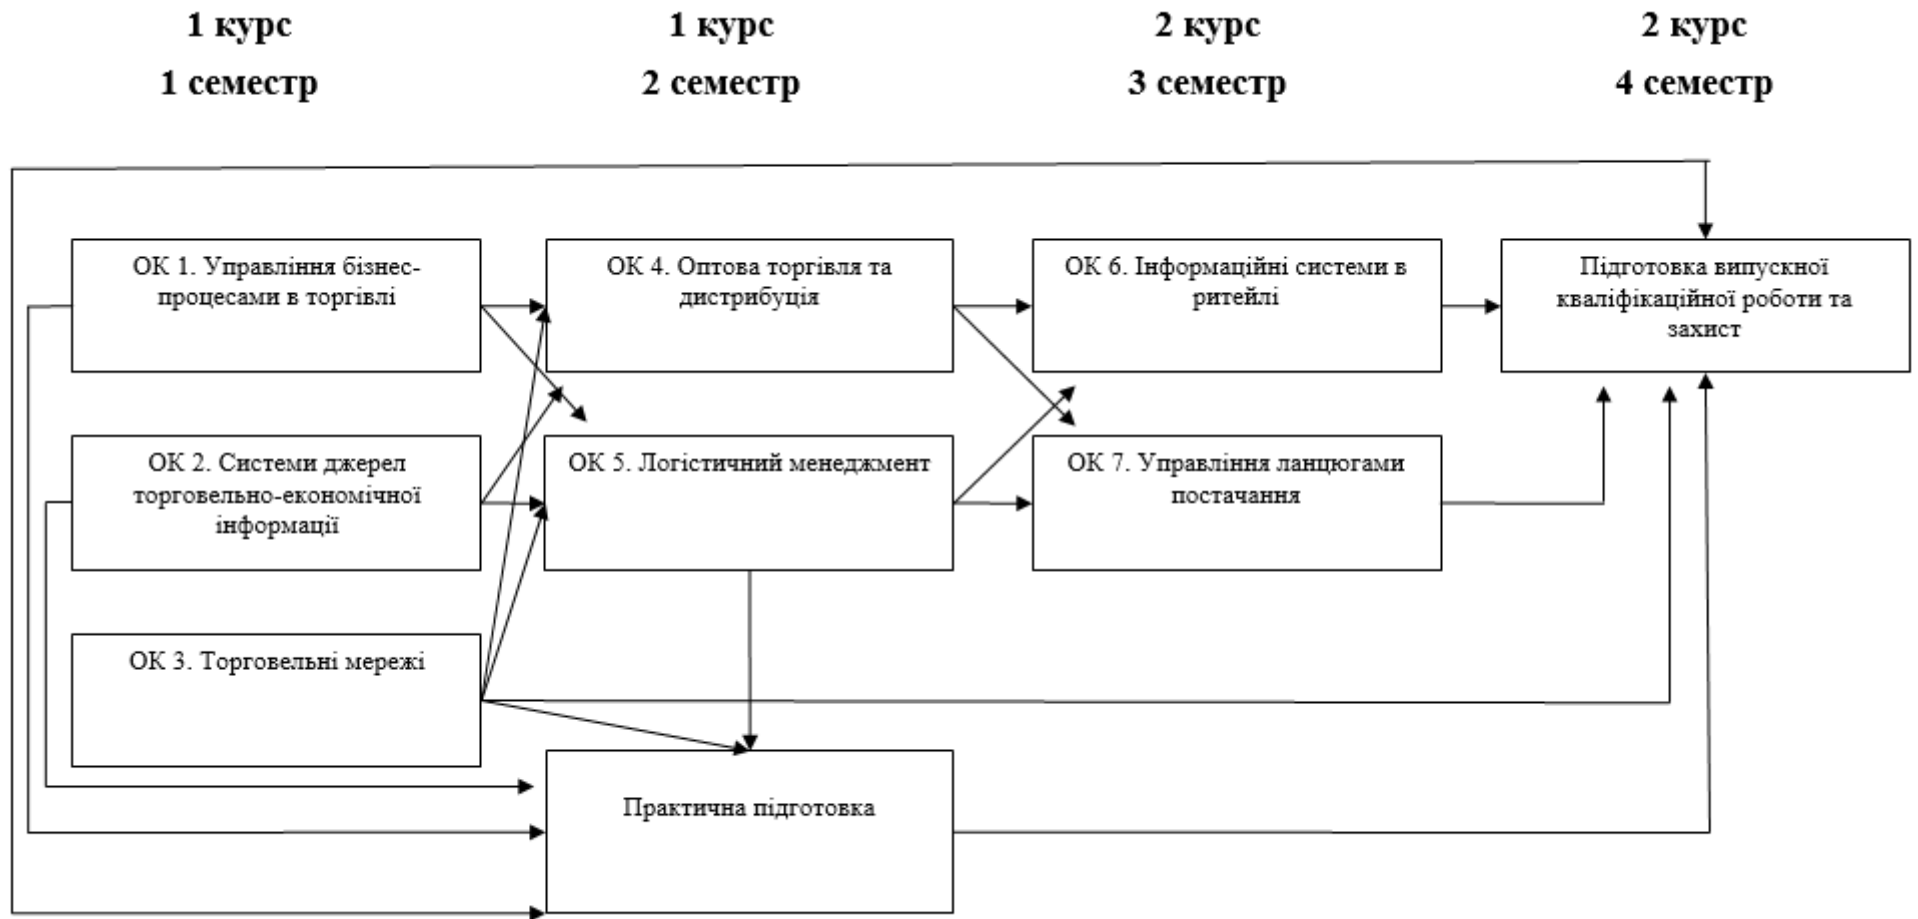 1 курс
1 семестр
1 курс
2 семестр
2 курс
3 семестр
2 курс
4 семестр
ОК 1. Управління бізнес-
процесами в торгівлі
ОК 4. Оптова торгівля та
дистрибуція
ОК 6. Інформаційні системи в
ритейлі
Підготовка випускної
кваліфікаційної роботи та
захист
ОК 2. Системи джерел
торговельно-економічної
інформації
ОК 5. Логістичний менеджмент
ОК 7. Управління ланцюгами
постачання
ОК 3. Торговельні мережі
Практична підготовка